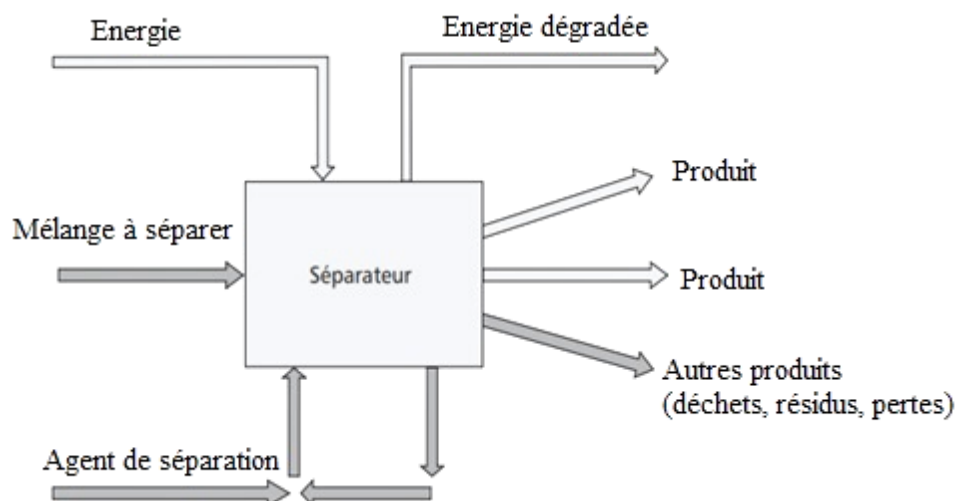 Energie
Energie dégradée
Produit
Mélange à séparer
Séparateur
Produit
Autres produits
(déchets, résidus, pertes)
Agent de séparation